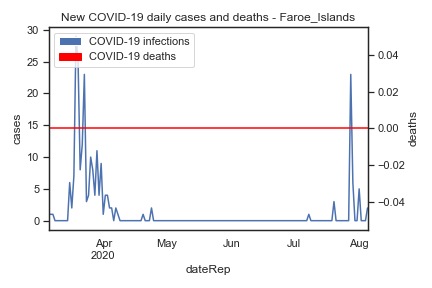 New COVID-19 daily cases and deaths - Faroe_Islands
COVID-19 infections
COVID-19 deaths
cases
30
25
20
15
10
5
0
deaths
0.04
0.02
0.00
−0.02
−0.04
Apr
2020
May
Jun
Jul
Aug
dateRep